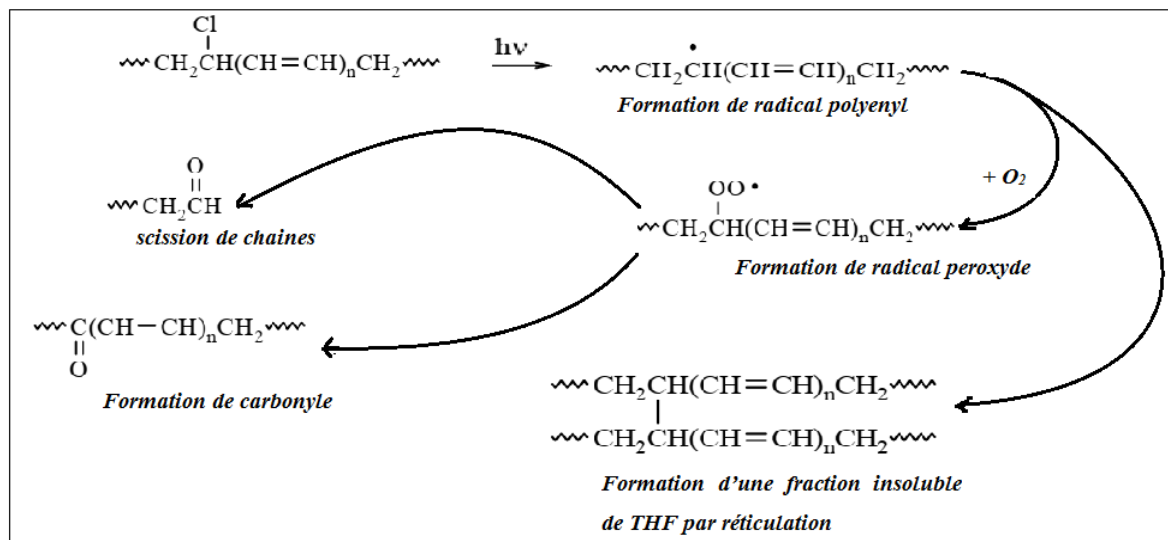 Cl
CH₂CH(CH=CH)ₙCH₂
hν
•
CH₂CH(CH=CH)ₙCH₂
Formation de radical polyenyl
O
CH₂CH
scission de chaines
+ O₂
OO •
CH₂CH(CH=CH)ₙCH₂
Formation de radical peroxyde
C(CH－CH)ₙCH₂
O
Formation de carbonyle
CH₂CH(CH=CH)ₙCH₂
CH₂CH(CH=CH)ₙCH₂
Formation d'une fraction insoluble
de THF par réticulation